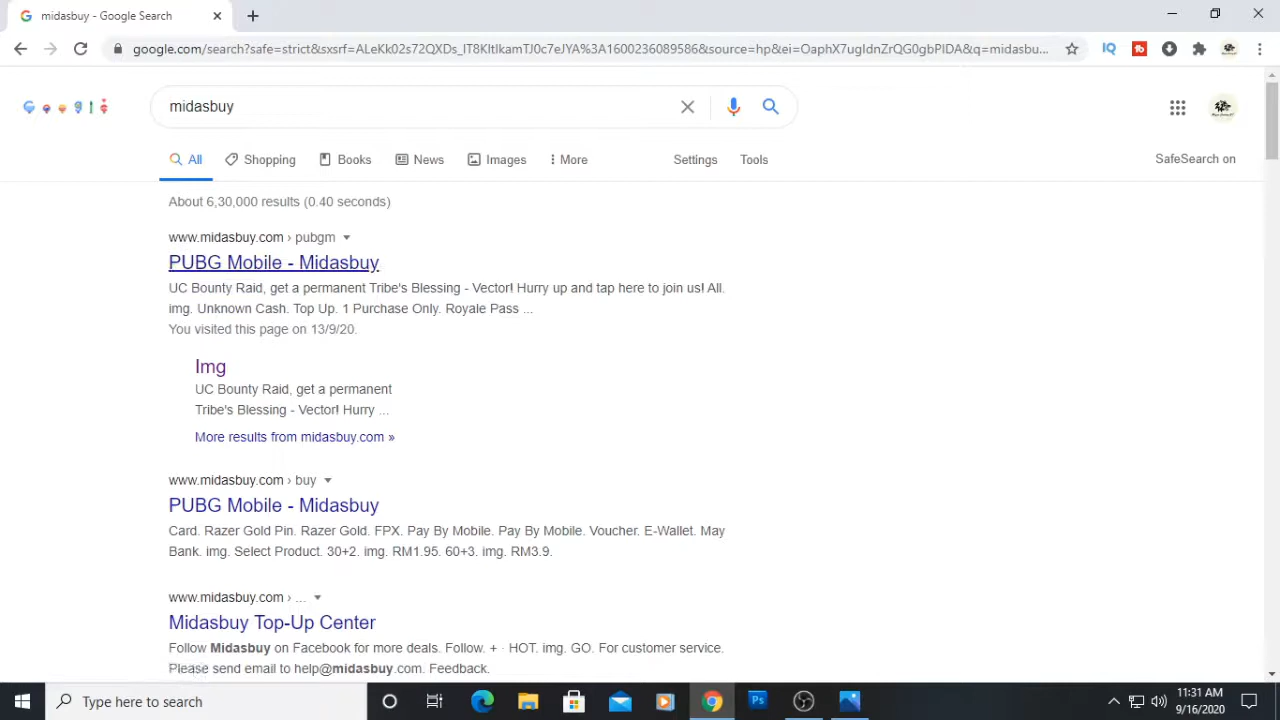 midasbuy - Google Search
google.com/search?safe=strict&sxsrf=ALeKk02s72QXDs_IT8KItIkamTJ0c7eJYA%3A1600236089586&source=hp&ei=OaphX7ugIdnZrQG0gbPIDA&q=midasbu...
Google
midasbuy
All
Shopping
Books
News
Images
More
Settings
Tools
SafeSearch on
About 6,30,000 results (0.40 seconds)
www.midasbuy.com › pubgm
PUBG Mobile - Midasbuy
UC Bounty Raid, get a permanent Tribe's Blessing - Vector! Hurry up and tap here to join us! All.
img. Unknown Cash. Top Up. 1 Purchase Only. Royale Pass ...
You visited this page on 13/9/20.
Img
UC Bounty Raid, get a permanent
Tribe's Blessing - Vector! Hurry ...
More results from midasbuy.com »
www.midasbuy.com › buy
PUBG Mobile - Midasbuy
Card. Razer Gold Pin. Razer Gold. FPX. Pay By Mobile. Pay By Mobile. Voucher. E-Wallet. May
Bank. img. Select Product. 30+2. img. RM1.95. 60+3. img. RM3.9.
www.midasbuy.com › ...
Midasbuy Top-Up Center
Follow Midasbuy on Facebook for more deals. Follow. + · HOT. img. GO. For customer service.
Please send email to help@midasbuy.com. Feedback.
Type here to search
Ps
11:31 AM
9/16/2020